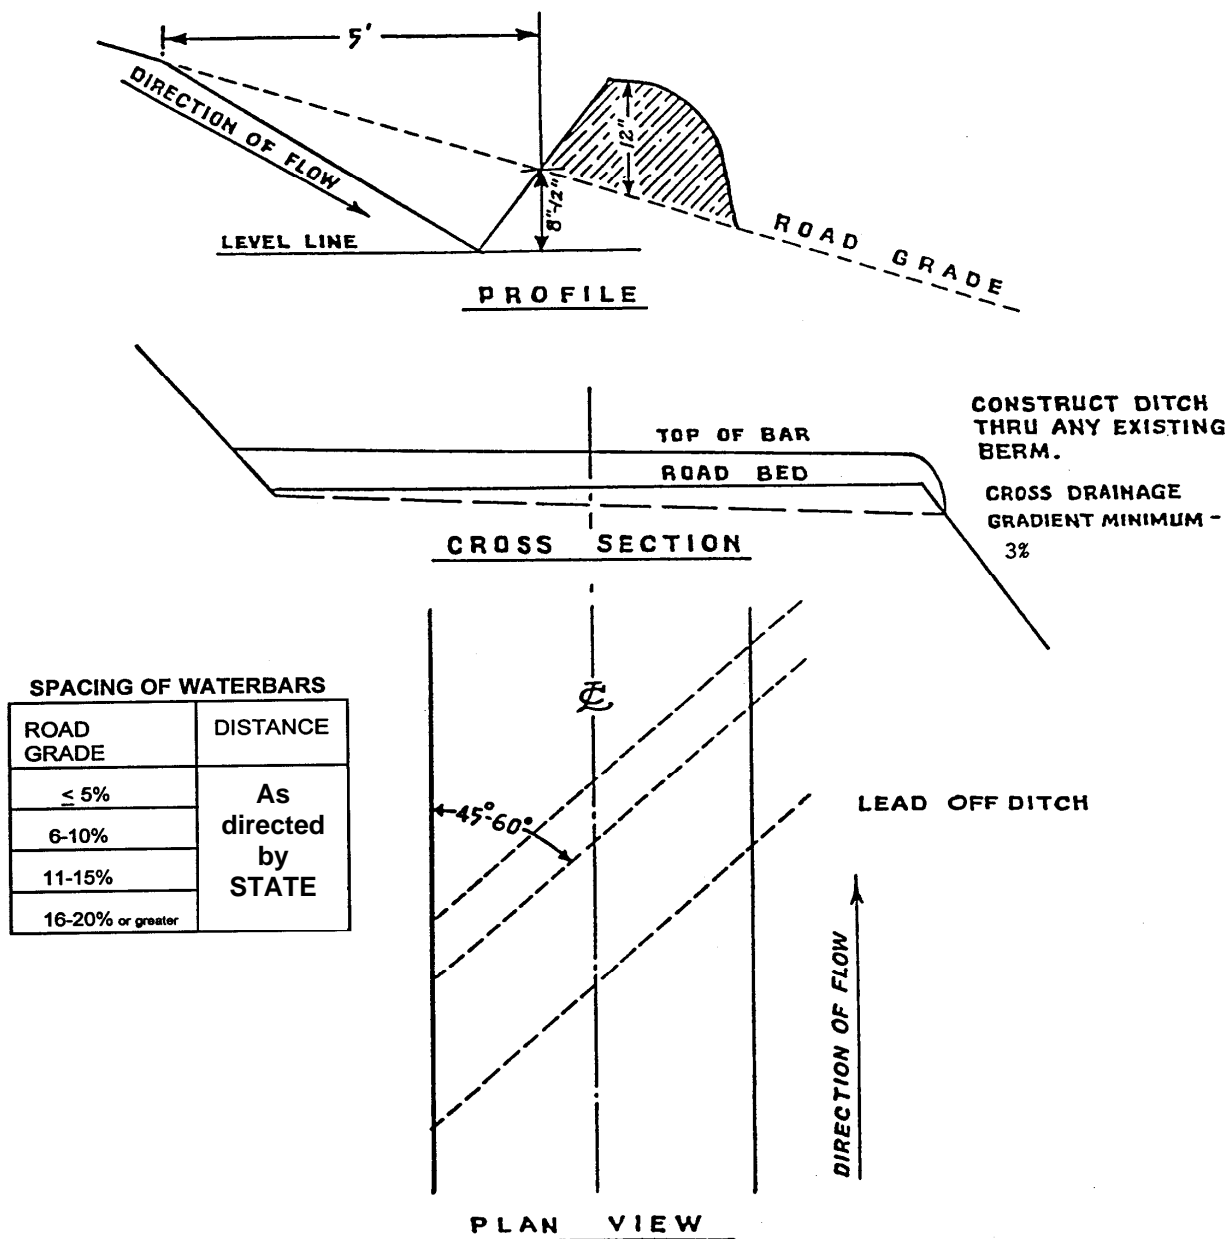 5'
DIRECTION OF FLOW
12"
8"-12"
LEVEL LINE
ROAD GRADE
PROFILE
CONSTRUCT DITCH
THRU ANY EXISTING
BERM.
TOP OF BAR
ROAD BED
CROSS DRAINAGE
GRADIENT MINIMUM -
3%
CROSS SECTION
SPACING OF WATERBARS
ROAD
GRADE
DISTANCE
≤ 5%
6-10%
11-15%
16-20% or greater
As
directed
by
STATE
℄
45°-60°
LEAD OFF DITCH
DIRECTION OF FLOW
PLAN VIEW